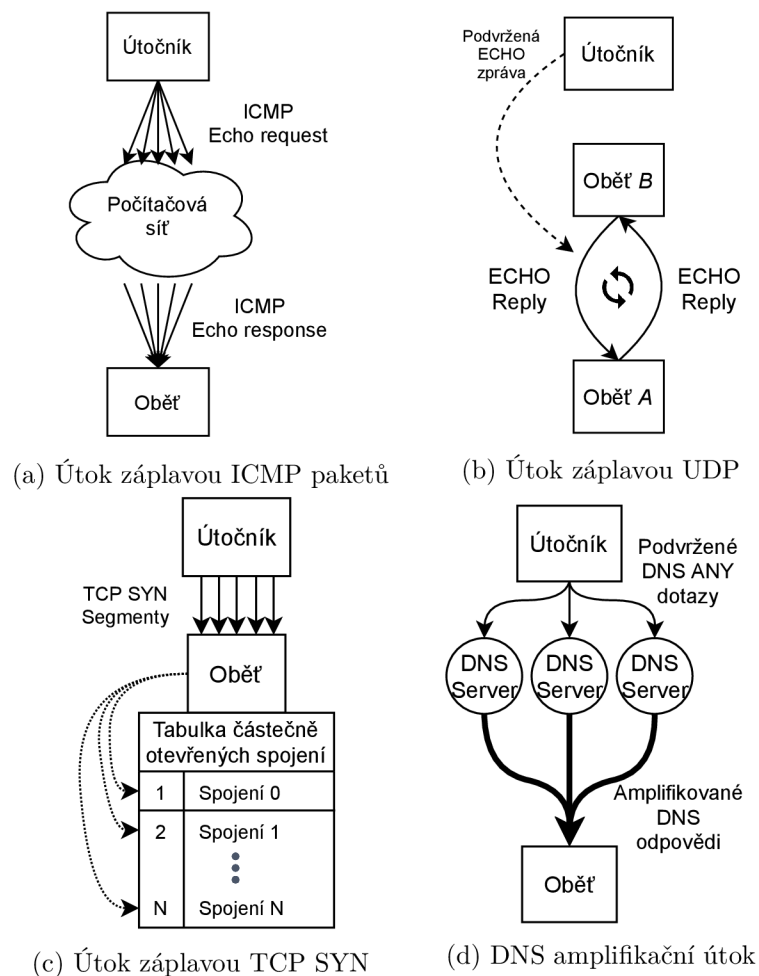 Útočník
ICMP
Echo request
Počítačová
síť
ICMP
Echo response
Oběť
(a) Útok záplavou ICMP paketů
Podvržená
ECHO
zpráva
Útočník
Oběť B
ECHO
Reply
ECHO
Reply
Oběť A
(b) Útok záplavou UDP
Útočník
TCP SYN
Segmenty
Oběť
Tabulka částečně
otevřených spojení
1 Spojení 0
2 Spojení 1
N Spojení N
(c) Útok záplavou TCP SYN
Útočník
Podvržené
DNS ANY
dotazy
DNS
Server
DNS
Server
DNS
Server
Amplifikované
DNS
odpovědi
Oběť
(d) DNS amplifikační útok